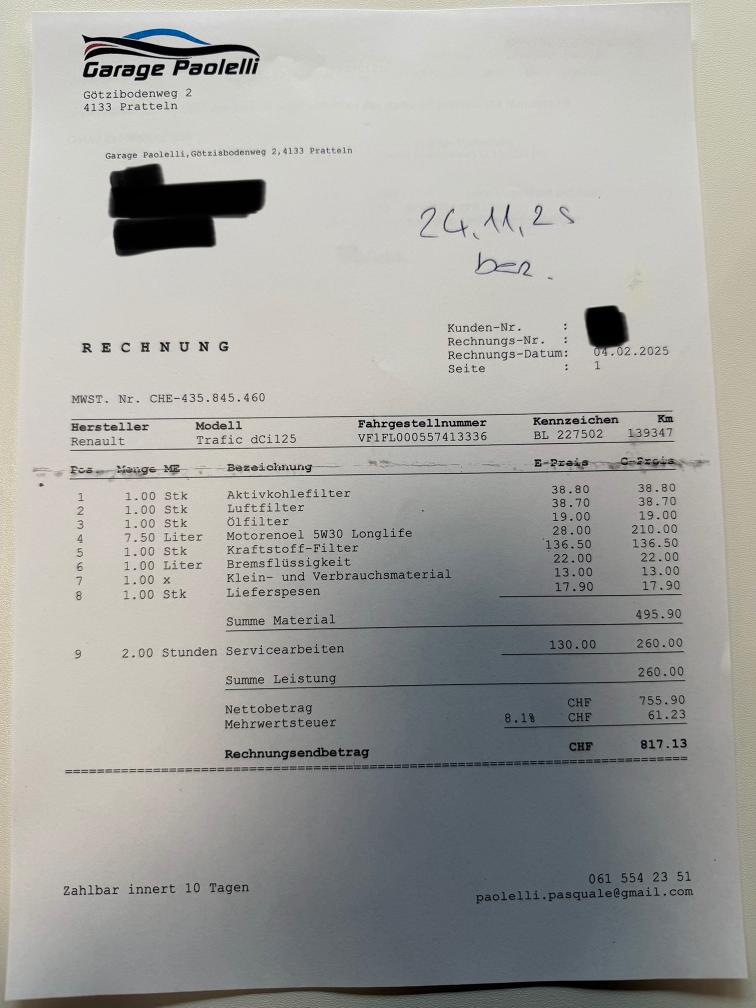 Garage Paolelli
Götzibodenweg 2
4133 Pratteln
Garage Paolelli,Götzisbodenweg 2,4133 Pratteln
24.11.25
bez.
RECHNUNG
Kunden-Nr. :
Rechnungs-Nr. :
Rechnungs-Datum: 04.02.2025
Seite : 1
MWST. Nr. CHE-435.845.460
Hersteller Modell Fahrgestellnummer Kennzeichen Km
Renault Trafic dCi125 VF1FL000557413336 BL 227502 139347
Pos Menge ME Bezeichnung E-Preis G-Preis
1 1.00 Stk Aktivkohlefilter 38.80 38.80
2 1.00 Stk Luftfilter 38.70 38.70
3 1.00 Stk Ölfilter 19.00 19.00
4 7.50 Liter Motorenoel 5W30 Longlife 28.00 210.00
5 1.00 Stk Kraftstoff-Filter 136.50 136.50
6 1.00 Liter Bremsflüssigkeit 22.00 22.00
7 1.00 x Klein- und Verbrauchsmaterial 13.00 13.00
8 1.00 Stk Lieferspesen 17.90 17.90
Summe Material 495.90
9 2.00 Stunden Servicearbeiten 130.00 260.00
Summe Leistung 260.00
Nettobetrag CHF 755.90
Mehrwertsteuer 8.1% CHF 61.23
Rechnungsendbetrag CHF 817.13
Zahlbar innert 10 Tagen
061 554 23 51
paolelli.pasquale@gmail.com